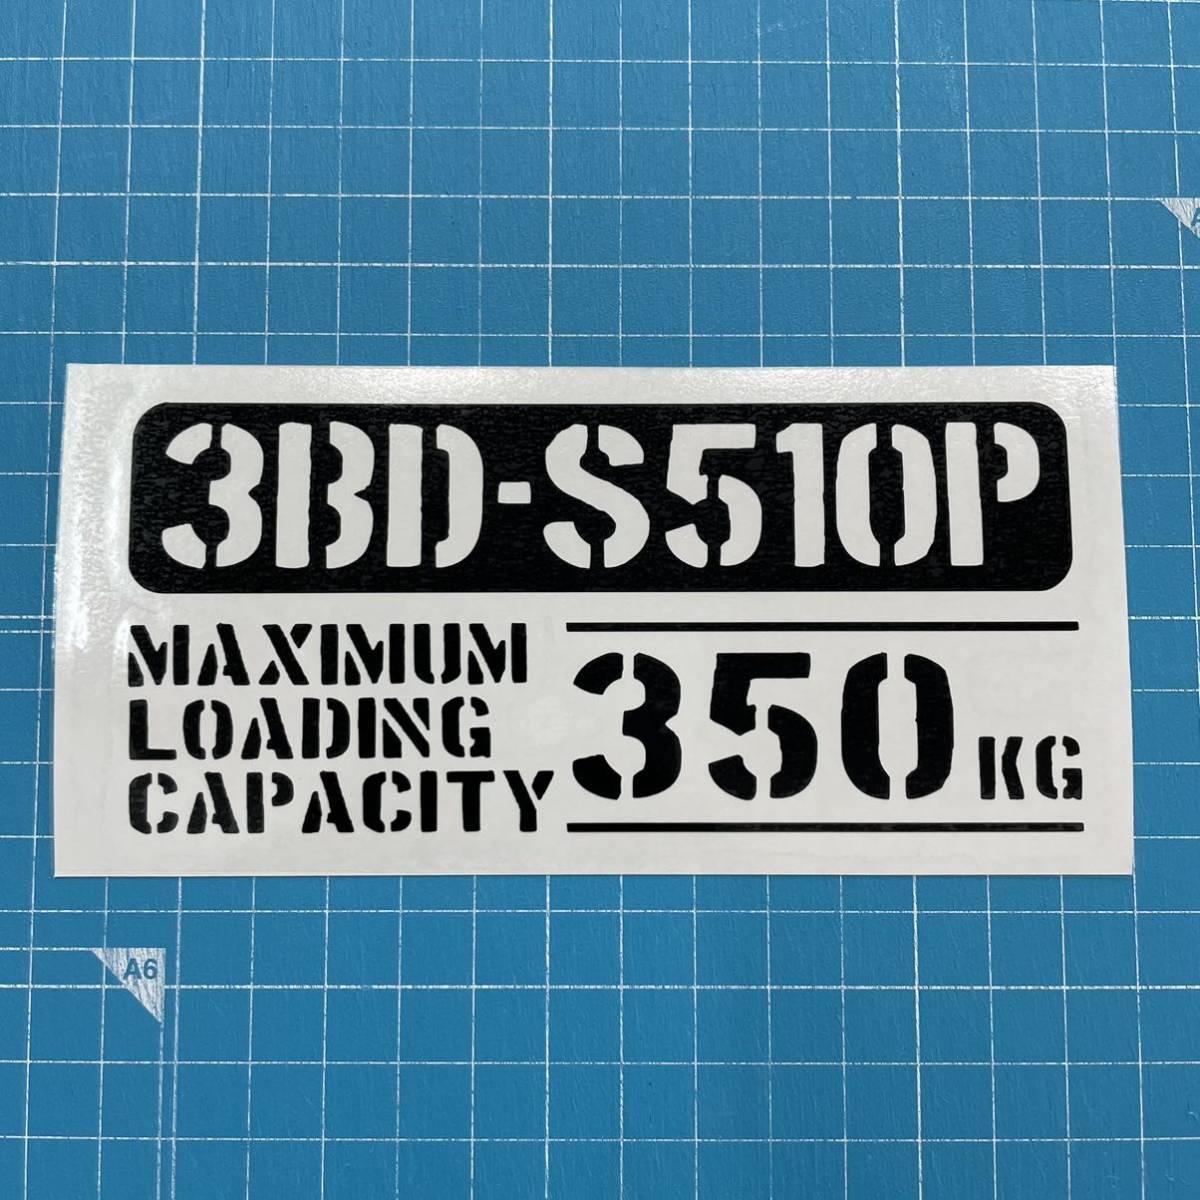 3BD-S510P
MAXIMUM
LOADING
CAPACITY
350 KG
A6